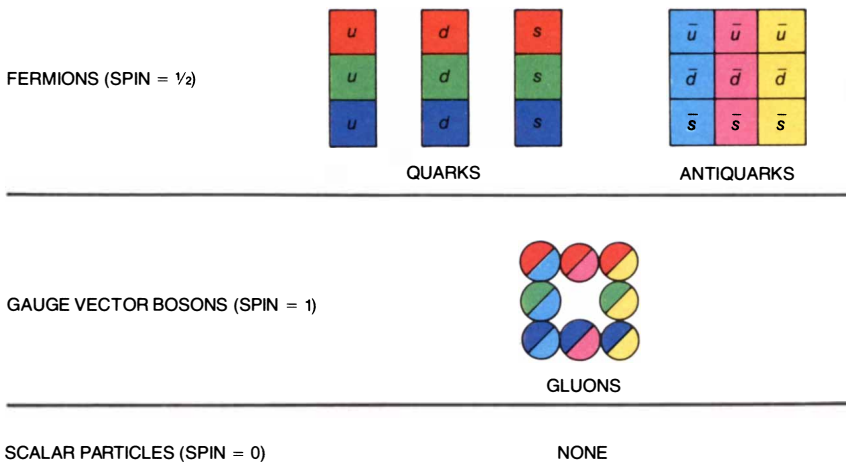 u d s ū ū ū
FERMIONS (SPIN = ½) u d s d̄ d̄ d̄
u d s s̄ s̄ s̄
QUARKS ANTIQUARKS
GAUGE VECTOR BOSONS (SPIN = 1)
GLUONS
SCALAR PARTICLES (SPIN = 0) NONE